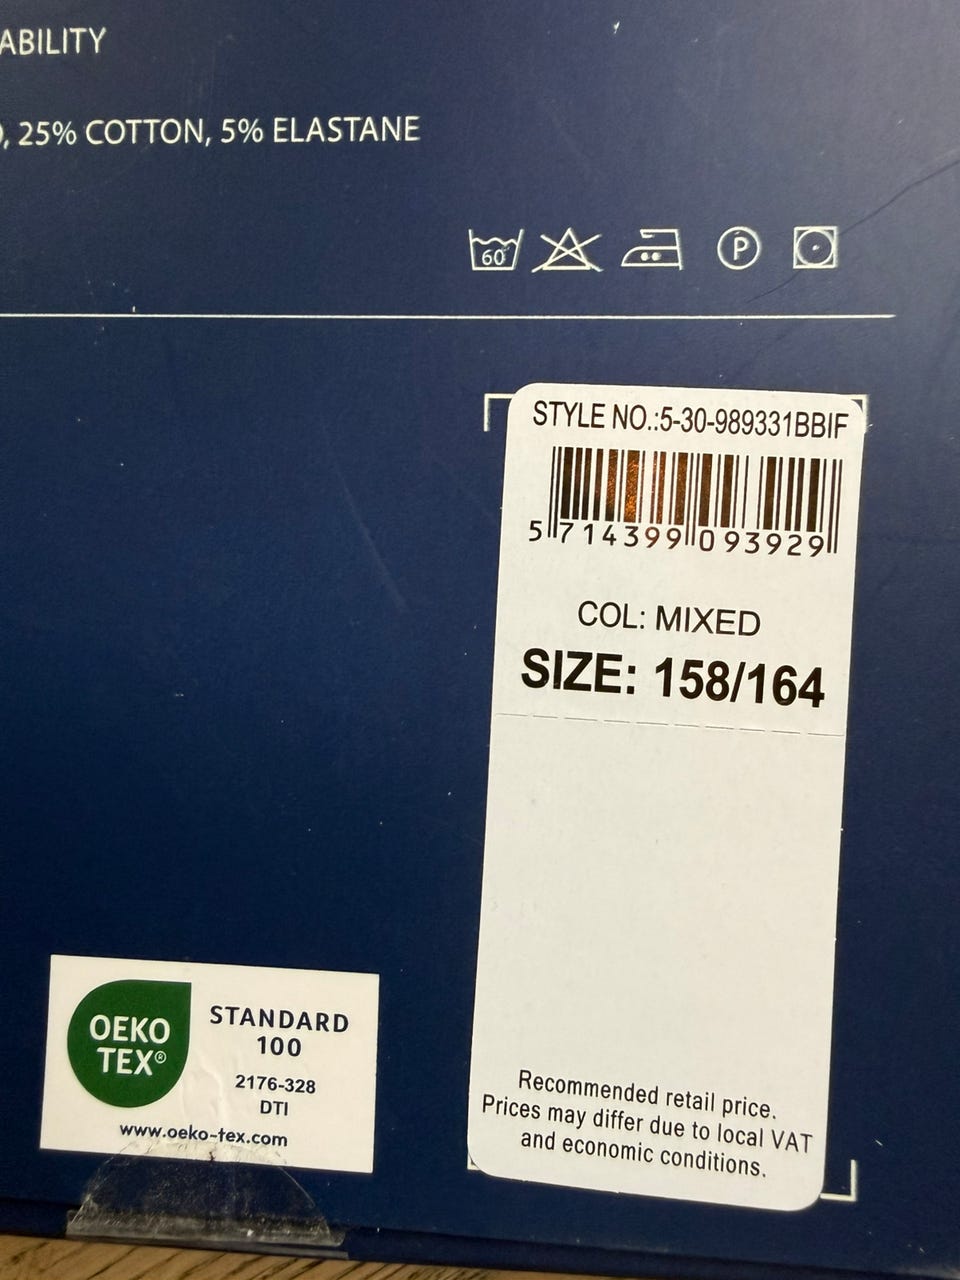 ABILITY
, 25% COTTON, 5% ELASTANE
60
P
STYLE NO.:5-30-989331BBIF
5 714399 093929
COL: MIXED
SIZE: 158/164
OEKO
TEX®
STANDARD
100
2176-328
DTI
www.oeko-tex.com
Recommended retail price.
Prices may differ due to local VAT
and economic conditions.